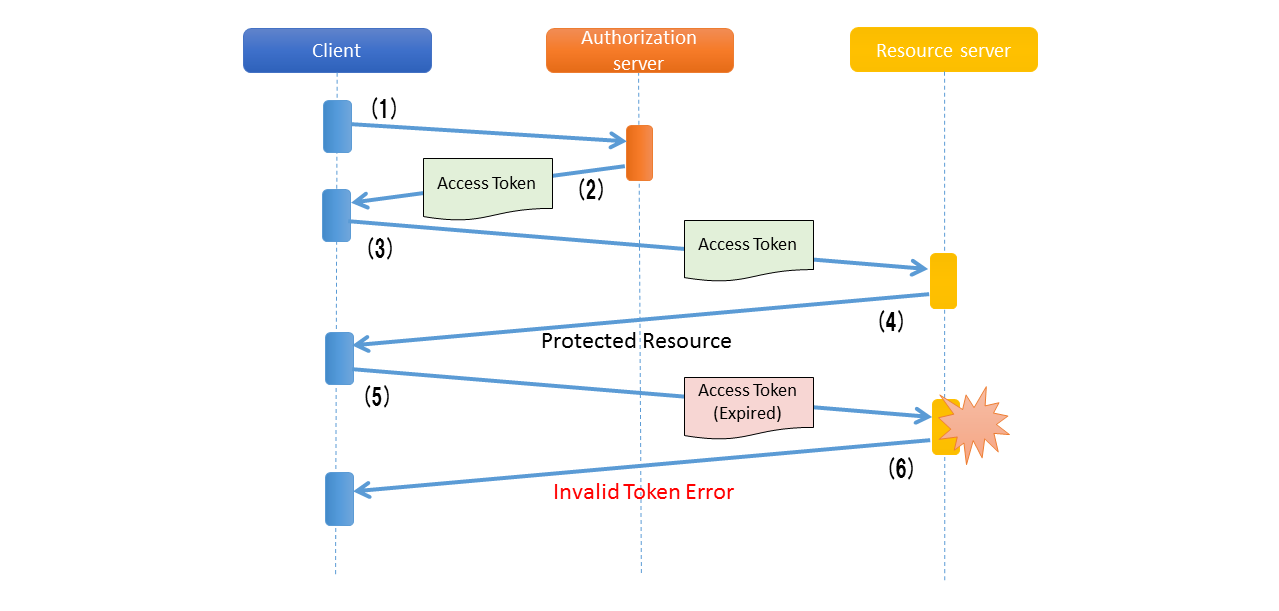 Client
Authorization
server
Resource server
(1)
Access Token
(2)
(3)
Access Token
(4)
Protected Resource
(5)
Access Token
(Expired)
(6)
Invalid Token Error